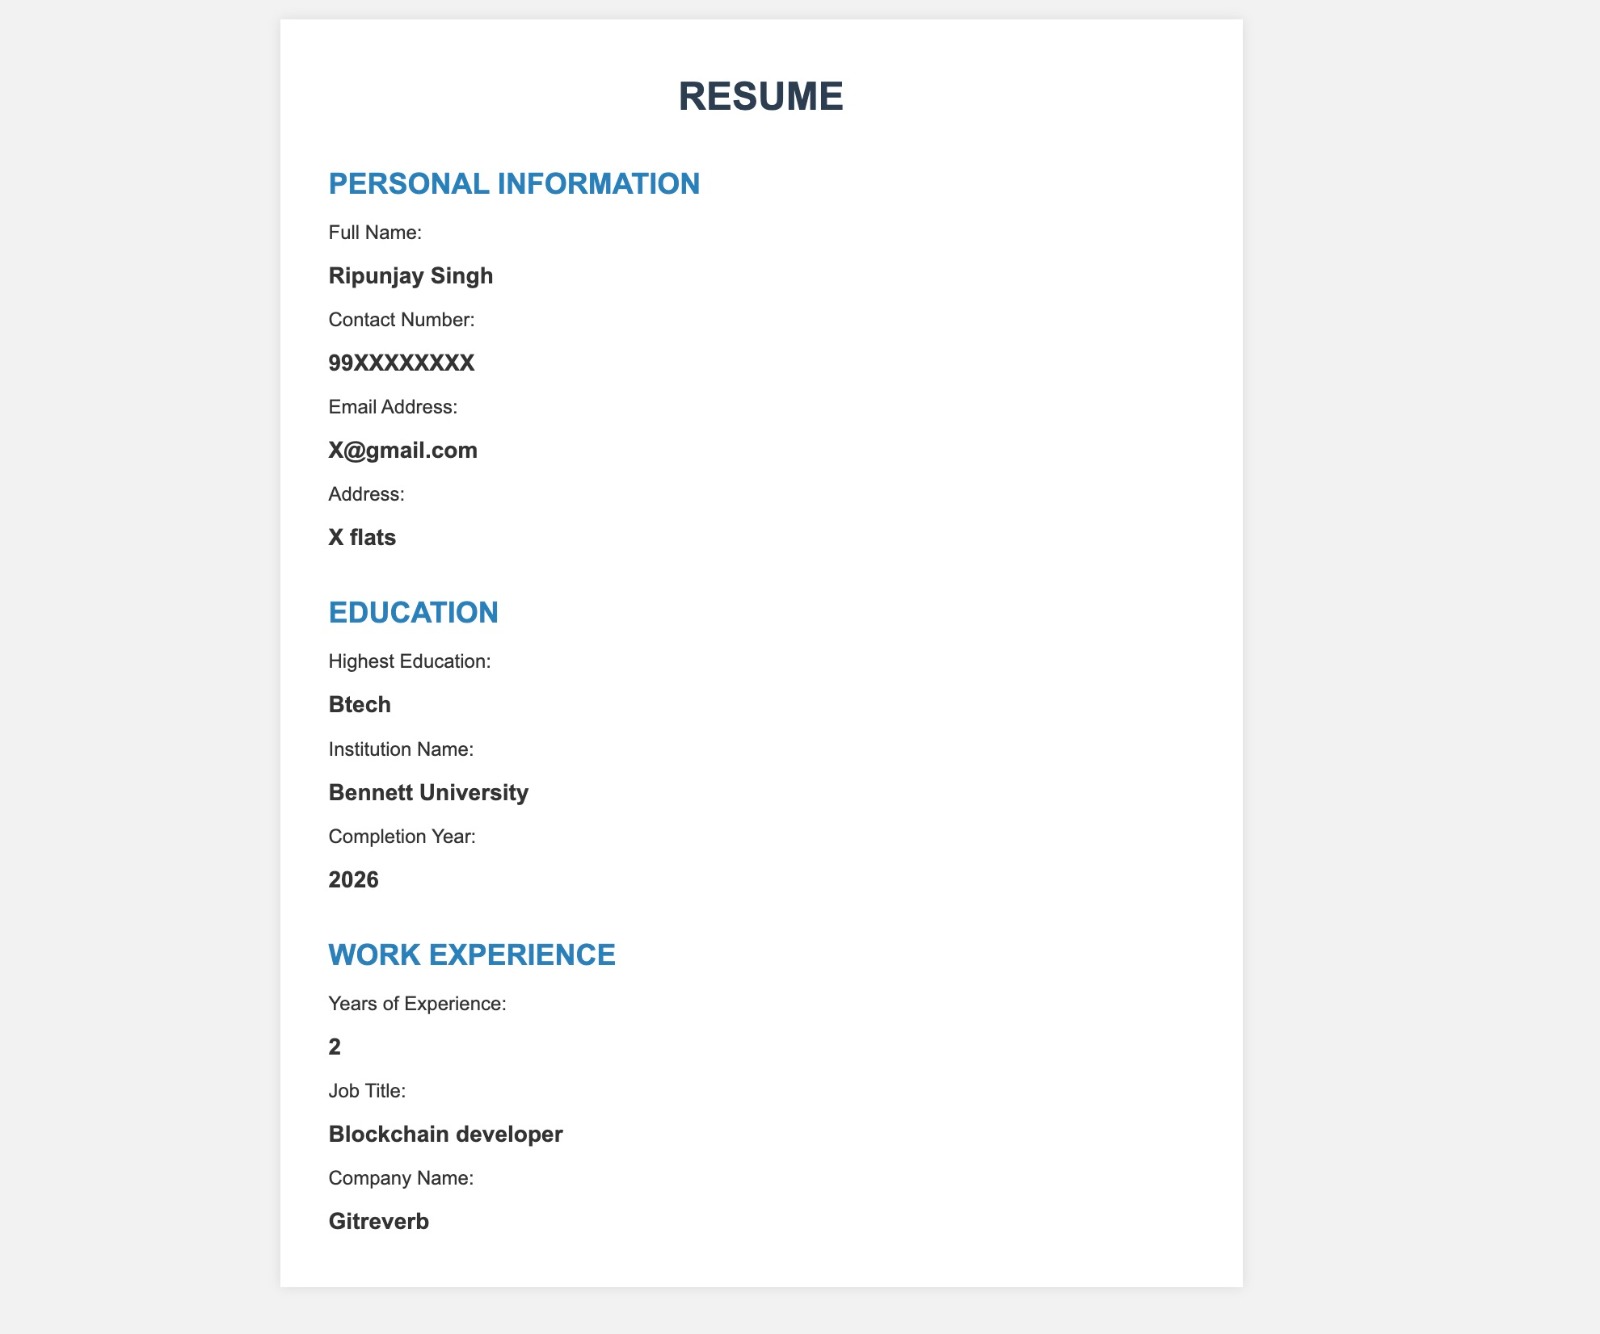 RESUME
PERSONAL INFORMATION
Full Name:
Ripunjay Singh
Contact Number:
99XXXXXXXX
Email Address:
X@gmail.com
Address:
X flats
EDUCATION
Highest Education:
Btech
Institution Name:
Bennett University
Completion Year:
2026
WORK EXPERIENCE
Years of Experience:
2
Job Title:
Blockchain developer
Company Name:
Gitreverb